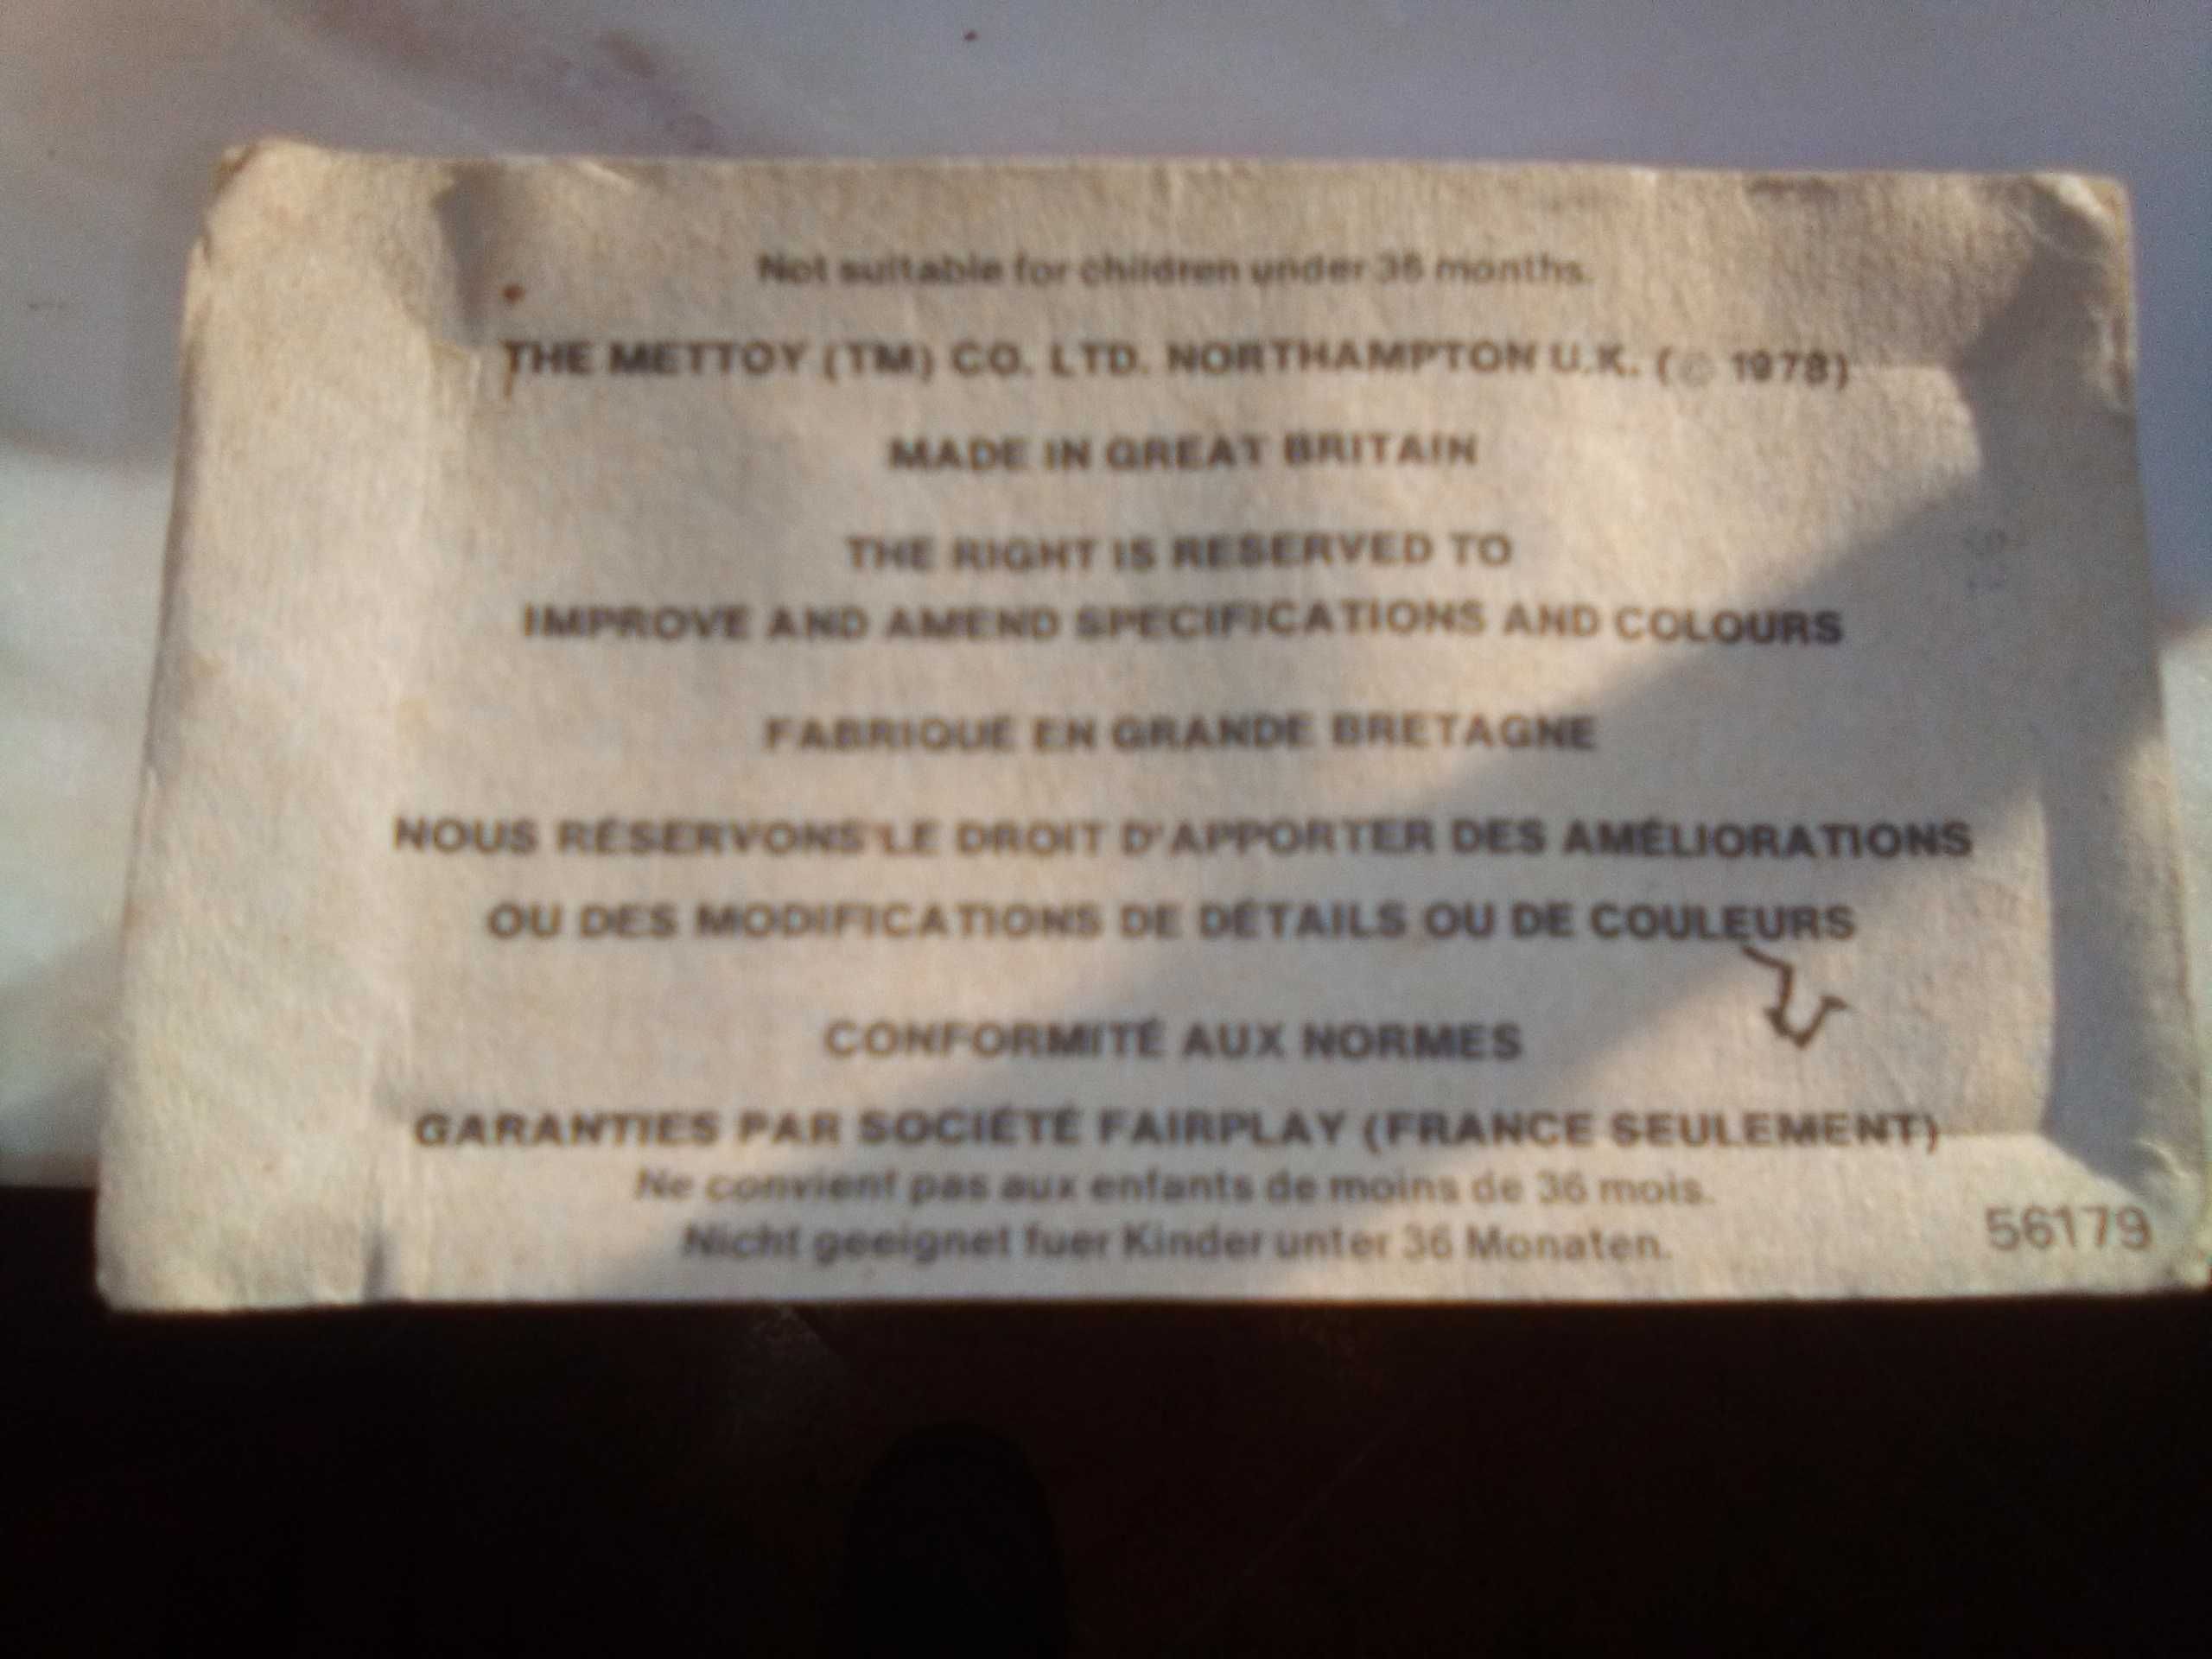 Not suitable for children under 36 months.
THE METTOY (TM) CO. LTD. NORTHAMPTON U.K. (© 1978)
MADE IN GREAT BRITAIN
THE RIGHT IS RESERVED TO
IMPROVE AND AMEND SPECIFICATIONS AND COLOURS
FABRIQUÉ EN GRANDE BRETAGNE
NOUS RÉSERVONS LE DROIT D'APPORTER DES AMÉLIORATIONS
OU DES MODIFICATIONS DE DÉTAILS OU DE COULEURS
CONFORMITÉ AUX NORMES
GARANTIES PAR SOCIÉTÉ FAIRPLAY (FRANCE SEULEMENT)
Ne convient pas aux enfants de moins de 36 mois.
Nicht geeignet fuer Kinder unter 36 Monaten.
56179